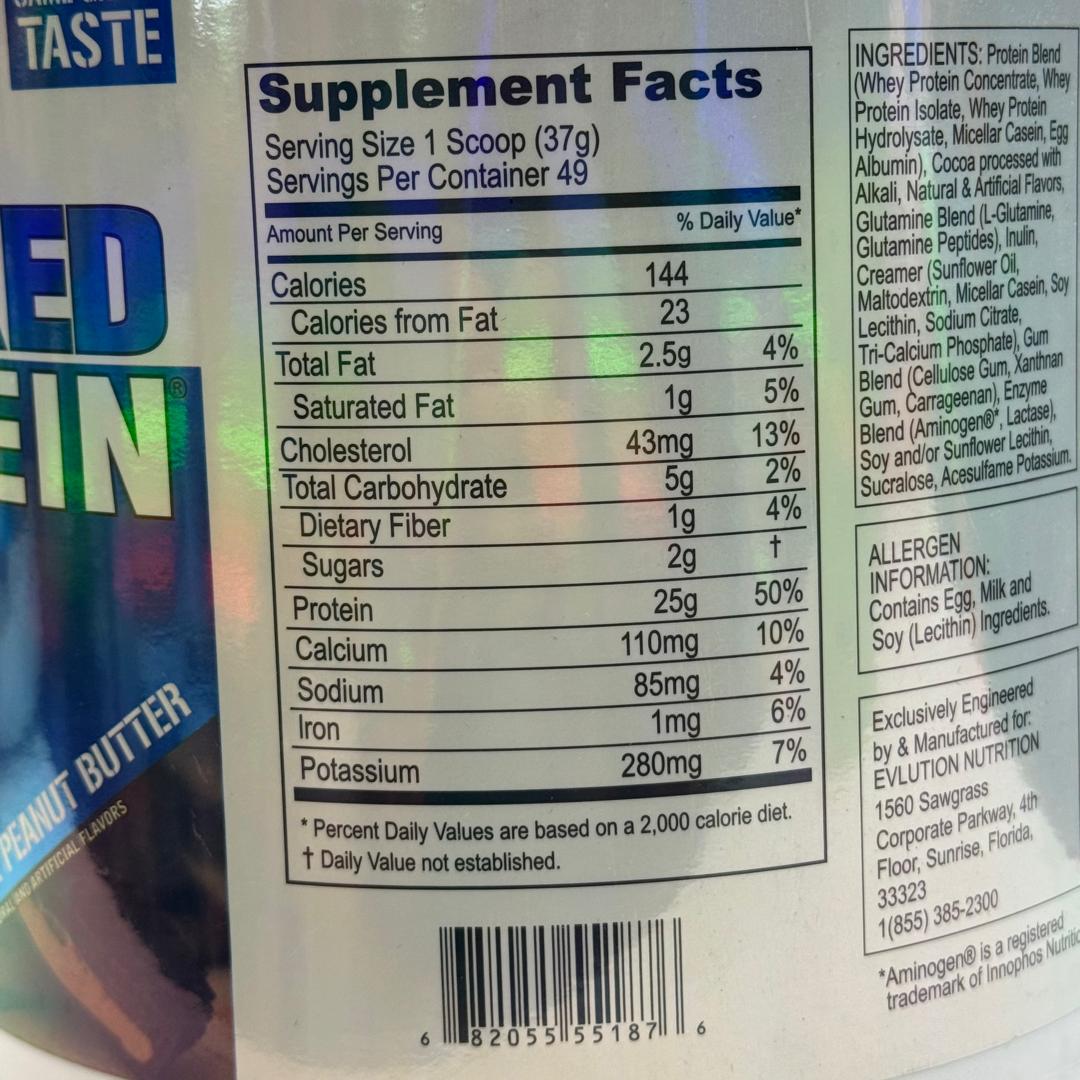 TASTE
ED
EIN®
PEANUT BUTTER
AND ARTIFICIAL FLAVORS
Supplement Facts
Serving Size 1 Scoop (37g)
Servings Per Container 49
Amount Per Serving % Daily Value*
Calories 144
Calories from Fat 23
Total Fat 2.5g 4%
Saturated Fat 1g 5%
Cholesterol 43mg 13%
Total Carbohydrate 5g 2%
Dietary Fiber 1g 4%
Sugars 2g †
Protein 25g 50%
Calcium 110mg 10%
Sodium 85mg 4%
Iron 1mg 6%
Potassium 280mg 7%
* Percent Daily Values are based on a 2,000 calorie diet.
† Daily Value not established.
6 82055 55187 6
INGREDIENTS: Protein Blend
(Whey Protein Concentrate, Whey
Protein Isolate, Whey Protein
Hydrolysate, Micellar Casein, Egg
Albumin), Cocoa processed with
Alkali, Natural & Artificial Flavors,
Glutamine Blend (L-Glutamine,
Glutamine Peptides), Inulin,
Creamer (Sunflower Oil,
Maltodextrin, Micellar Casein, Soy
Lecithin, Sodium Citrate,
Tri-Calcium Phosphate), Gum
Blend (Cellulose Gum, Xanthan
Gum, Carrageenan), Enzyme
Blend (Aminogen®*, Lactase),
Soy and/or Sunflower Lecithin,
Sucralose, Acesulfame Potassium.
ALLERGEN
INFORMATION:
Contains Egg, Milk and
Soy (Lecithin) Ingredients.
Exclusively Engineered
by & Manufactured for:
EVLUTION NUTRITION
1560 Sawgrass
Corporate Parkway, 4th
Floor, Sunrise, Florida,
33323
1(855) 385-2300
*Aminogen® is a registered
trademark of Innophos Nutritio